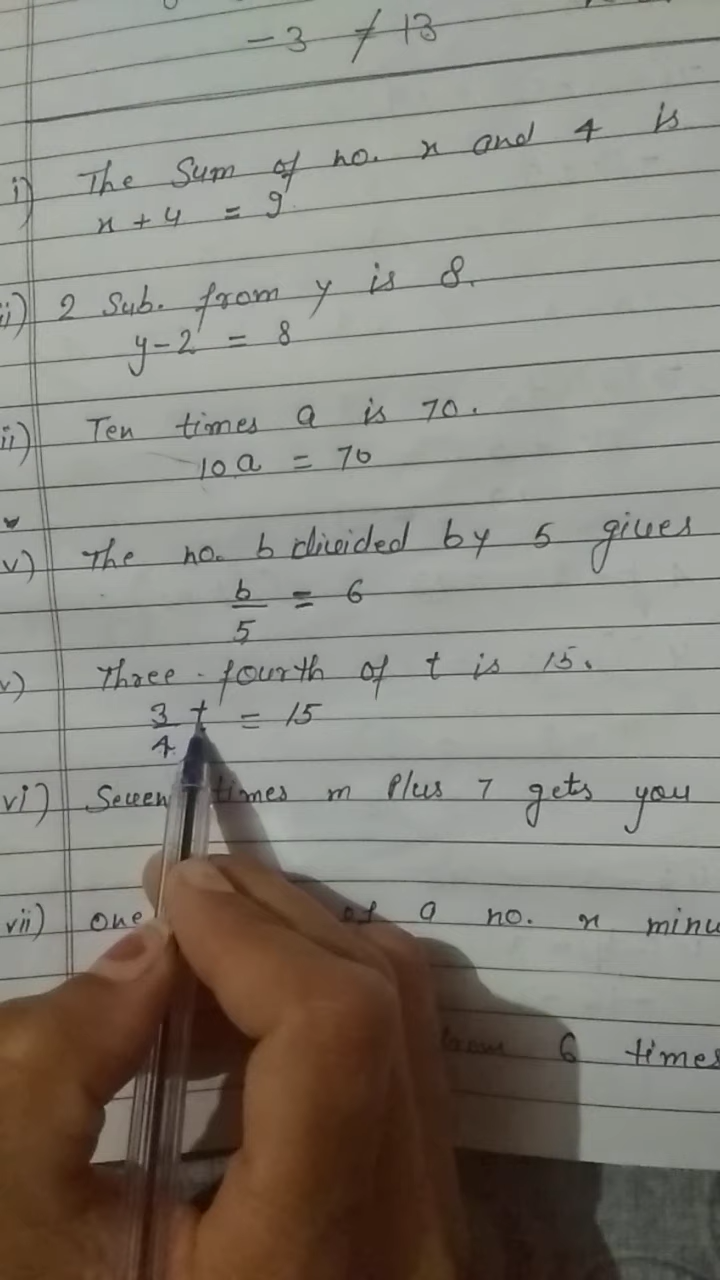 -3 ≠ 13
i) The Sum of no. x and 4 is
x + 4 = 9
ii) 2 Sub. from y is 8.
y - 2 = 8
iii) Ten times a is 70.
10a = 70
v) The no. b divided by 5 gives
b/5 = 6
v) Three-fourth of t is 15.
3/4 t = 15
vi) Seven times m Plus 7 gets you
vii) one of a no. x minu
6 times